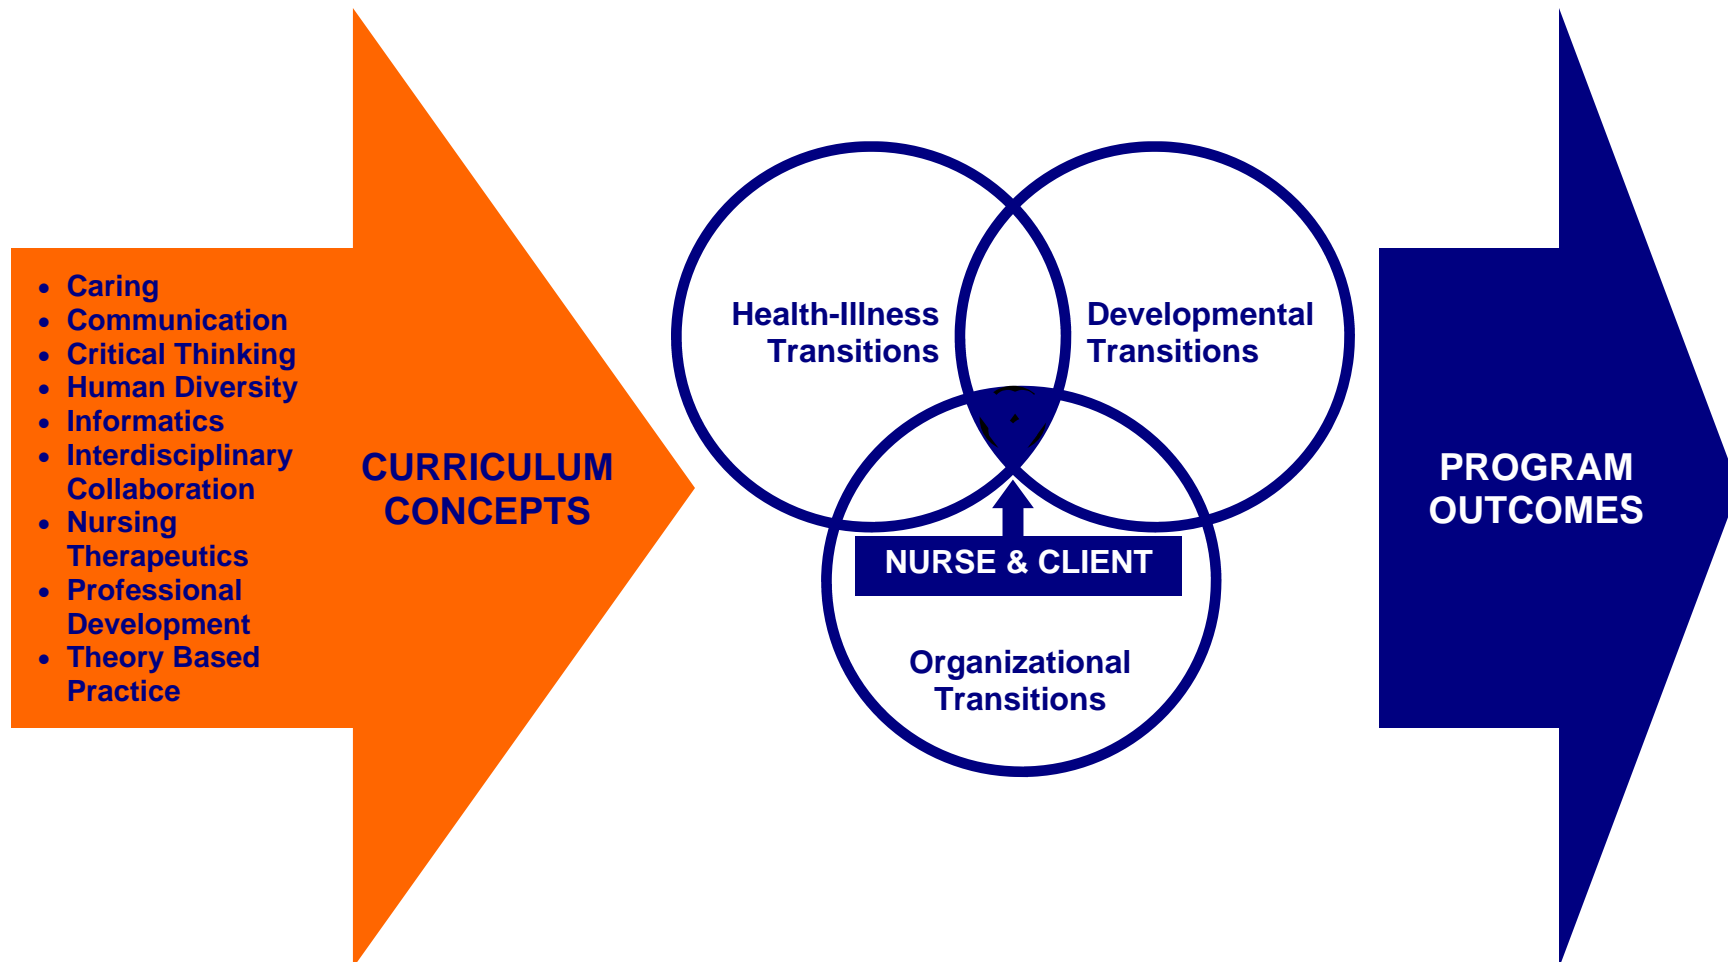 • Caring
• Communication
• Critical Thinking
• Human Diversity
• Informatics
• Interdisciplinary
Collaboration
• Nursing
Therapeutics
• Professional
Development
• Theory Based
Practice
CURRICULUM
CONCEPTS
Health-Illness
Transitions
Developmental
Transitions
NURSE & CLIENT
Organizational
Transitions
PROGRAM
OUTCOMES